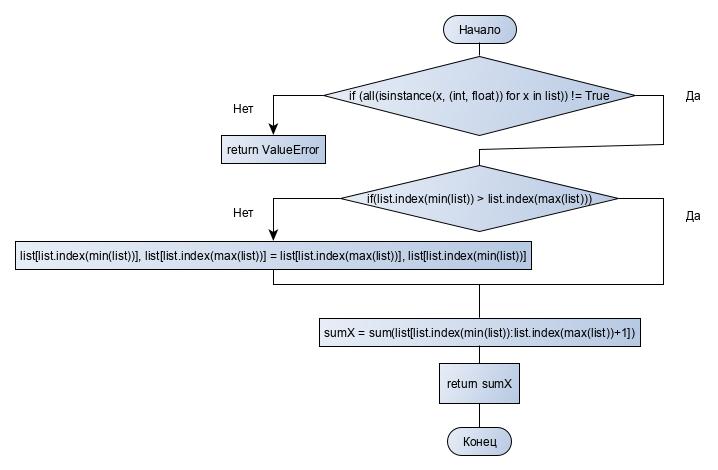 Начало
if (all(isinstance(x, (int, float)) for x in list)) != True
Да
Нет
return ValueError
if(list.index(min(list)) > list.index(max(list)))
Нет
Да
list[list.index(min(list))], list[list.index(max(list))] = list[list.index(max(list))], list[list.index(min(list))]
sumX = sum(list[list.index(min(list)):list.index(max(list))+1])
return sumX
Конец